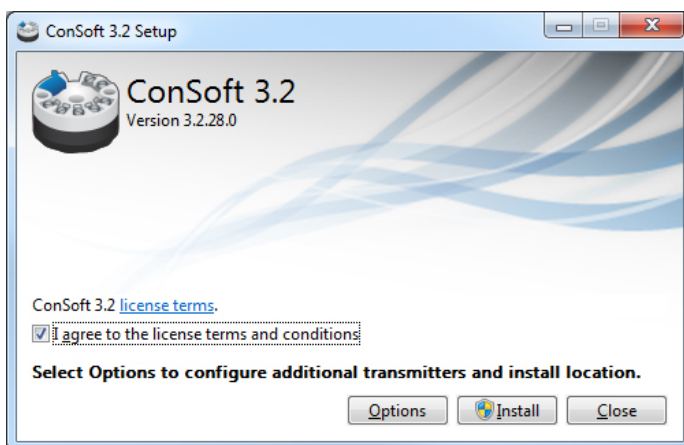 ConSoft 3.2 Setup
ConSoft 3.2
Version 3.2.28.0
ConSoft 3.2 license terms.
I agree to the license terms and conditions
Select Options to configure additional transmitters and install location.
Options Install Close